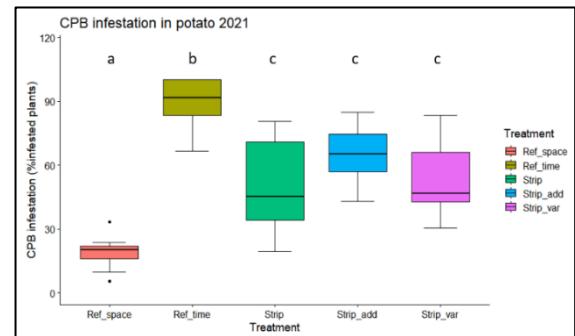 CPB infestation in potato 2021
120
90
60
30
0
CPB infestation (%infested plants)
a b c c c
Ref_space Ref_time Strip Strip_add Strip_var
Treatment
Treatment
Ref_space
Ref_time
Strip
Strip_add
Strip_var